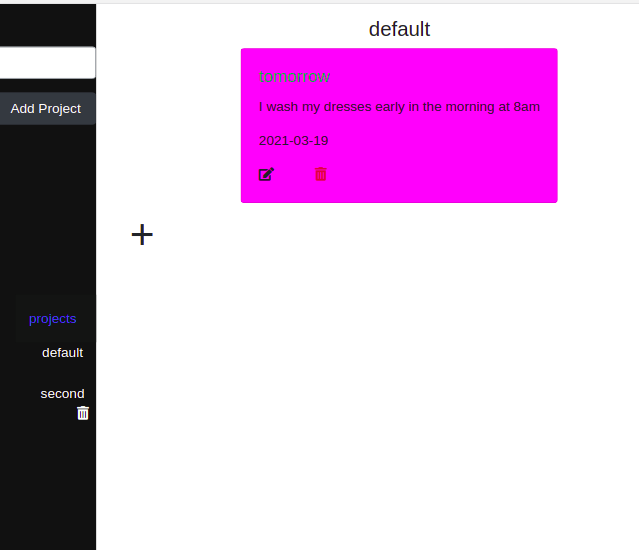 default
tomorrow
I wash my dresses early in the morning at 8am
2021-03-19
Add Project
projects
default
second